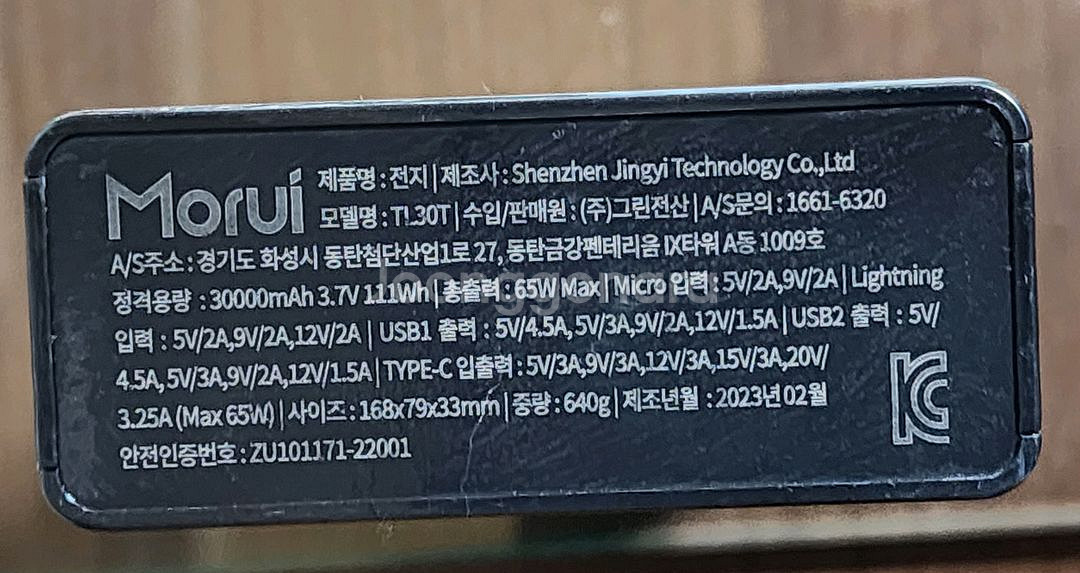 Morui
제품명 : 전지 | 제조사 : Shenzhen Jingyi Technology Co.,Ltd
모델명 : TL30T | 수입/판매원 : (주)그린전산 | A/S문의 : 1661-6320
A/S주소 : 경기도 화성시 동탄첨단산업1로 27, 동탄금강펜테리움 IX타워 A동 1009호
정격용량 : 30000mAh 3.7V 111Wh | 총출력 : 65W Max | Micro 입력 : 5V/2A,9V/2A | Lightning
입력 : 5V/2A,9V/2A,12V/2A | USB1 출력 : 5V/4.5A, 5V/3A,9V/2A,12V/1.5A | USB2 출력 : 5V/
4.5A, 5V/3A,9V/2A,12V/1.5A | TYPE-C 입출력 : 5V/3A,9V/3A,12V/3A,15V/3A,20V/
3.25A (Max 65W) | 사이즈 : 168x79x33mm | 중량 : 640g | 제조년월 : 2023년 02월
안전인증번호 : ZU101171-22001